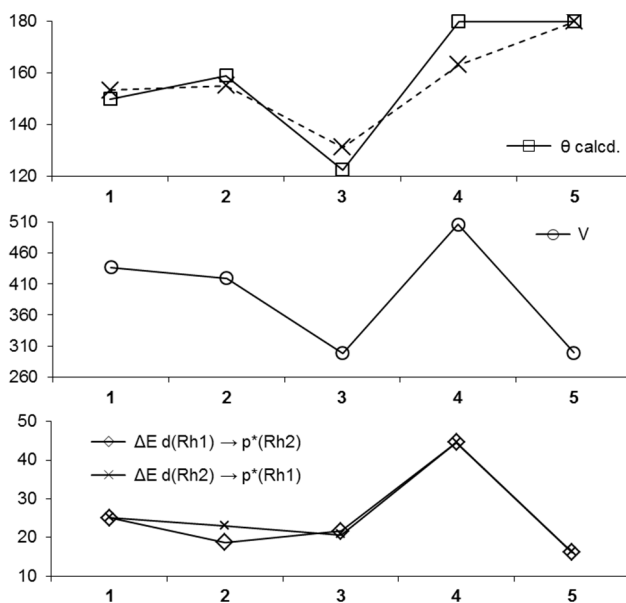 180
160
140
120
θ calcd.
1 2 3 4 5
510
460
410
360
310
260
V
1 2 3 4 5
50
40
30
20
10
ΔE d(Rh1) → p*(Rh2)
ΔE d(Rh2) → p*(Rh1)
1 2 3 4 5